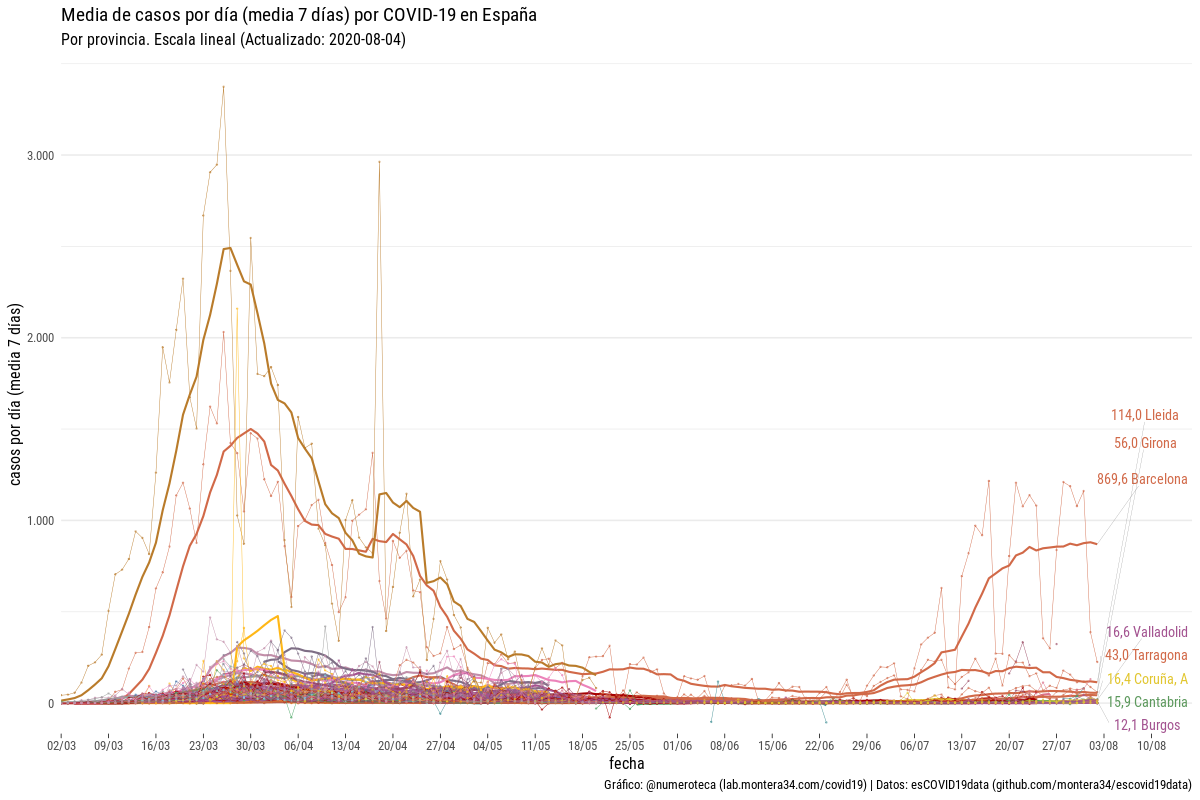 Media de casos por día (media 7 días) por COVID-19 en España
Por provincia. Escala lineal (Actualizado: 2020-08-04)
casos por día (media 7 días)
3.000
2.000
1.000
0
114,0 Lleida
56,0 Girona
869,6 Barcelona
16,6 Valladolid
43,0 Tarragona
16,4 Coruña, A
15,9 Cantabria
12,1 Burgos
02/03 09/03 16/03 23/03 30/03 06/04 13/04 20/04 27/04 04/05 11/05 18/05 25/05 01/06 08/06 15/06 22/06 29/06 06/07 13/07 20/07 27/07 03/08 10/08
fecha
Gráfico: @numeroteca (lab.montera34.com/covid19) | Datos: esCOVID19data (github.com/montera34/escovid19data)